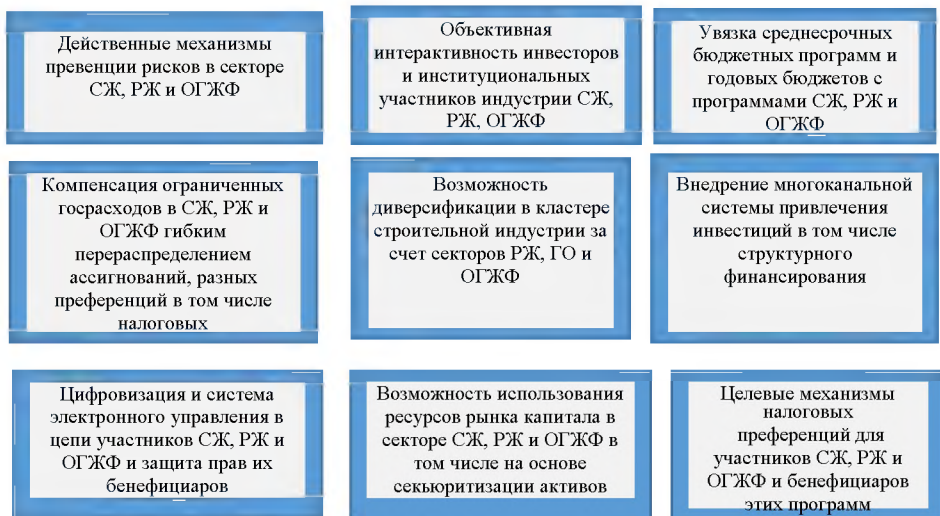 Действенные механизмы
превенции рисков в секторе
СЖ, РЖ и ОГЖФ
Объективная
интерактивность инвесторов
и институциональных
участников индустрии СЖ,
РЖ, ОГЖФ
Увязка среднесрочных
бюджетных программ и
годовых бюджетов с
программами СЖ, РЖ и
ОГЖФ
Компенсация ограниченных
госрасходов в СЖ, РЖ и
ОГЖФ гибким
перераспределением
ассигнований, разных
преференций в том числе
налоговых
Возможность
диверсификации в кластере
строительной индустрии за
счет секторов РЖ, ГО и
ОГЖФ
Внедрение многоканальной
системы привлечения
инвестиций в том числе
структурного
финансирования
Цифровизация и система
электронного управления в
цепи участников СЖ, РЖ и
ОГЖФ и защита прав их
бенефициаров
Возможность использования
ресурсов рынка капитала в
секторе СЖ, РЖ и ОГЖФ в
том числе на основе
секьюритизации активов
Целевые механизмы
налоговых
преференций для
участников СЖ, РЖ и
ОГЖФ и бенефициаров
этих программ